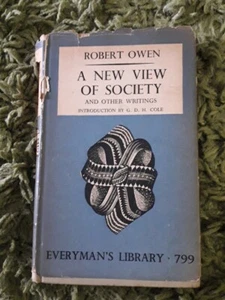 ROBERT OWEN
A NEW VIEW
OF SOCIETY
AND OTHER WRITINGS
INTRODUCTION BY G. D. H. COLE
EVERYMAN'S LIBRARY · 799